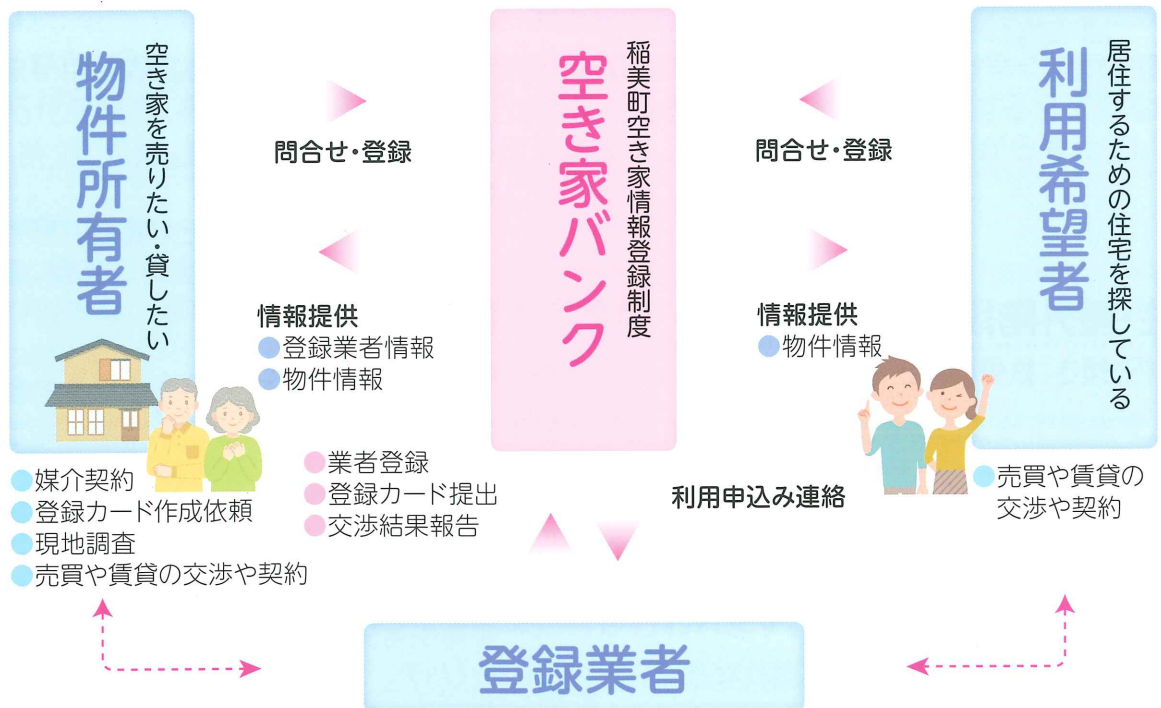 空き家を売りたい・貸したい
物件所有者
問合せ・登録
情報提供
登録業者情報
物件情報
稲美町空き家情報登録制度
空き家バンク
問合せ・登録
情報提供
物件情報
居住するための住宅を探している
利用希望者
媒介契約
登録カード作成依頼
現地調査
売買や賃貸の交渉や契約
業者登録
登録カード提出
交渉結果報告
利用申込み連絡
売買や賃貸の
交渉や契約
登録業者